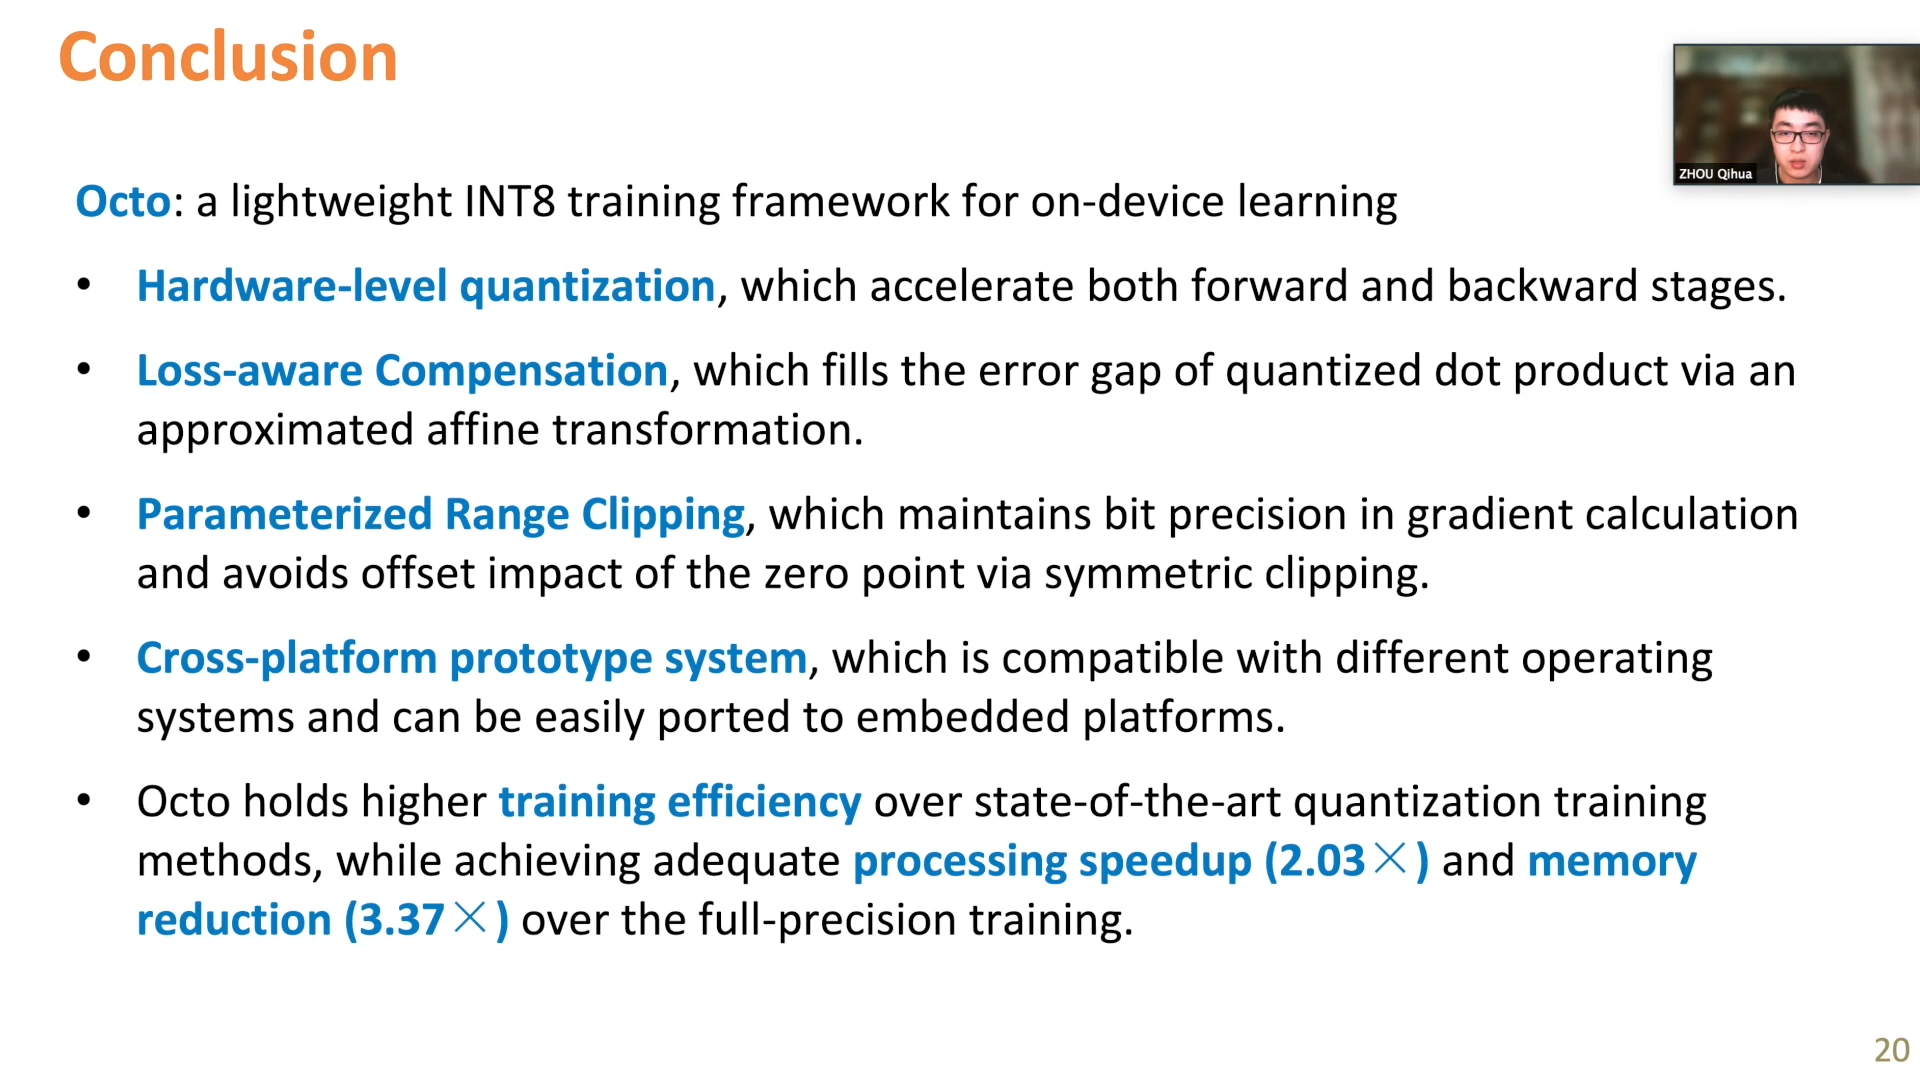 Conclusion
ZHOU Qihua
Octo: a lightweight INT8 training framework for on-device learning
• Hardware-level quantization, which accelerate both forward and backward stages.
• Loss-aware Compensation, which fills the error gap of quantized dot product via an
approximated affine transformation.
• Parameterized Range Clipping, which maintains bit precision in gradient calculation
and avoids offset impact of the zero point via symmetric clipping.
• Cross-platform prototype system, which is compatible with different operating
systems and can be easily ported to embedded platforms.
• Octo holds higher training efficiency over state-of-the-art quantization training
methods, while achieving adequate processing speedup (2.03×) and memory
reduction (3.37×) over the full-precision training.
20